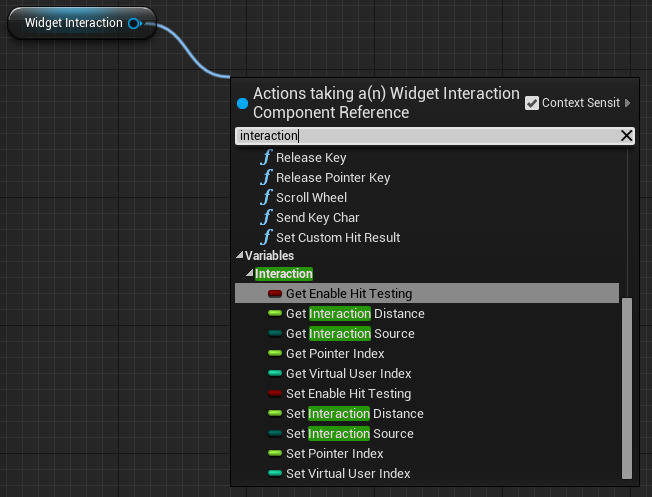 Widget Interaction
Actions taking a(n) Widget Interaction
Component Reference
Context Sensit
interaction
Release Key
Release Pointer Key
Scroll Wheel
Send Key Char
Set Custom Hit Result
Variables
Interaction
Get Enable Hit Testing
Get Interaction Distance
Get Interaction Source
Get Pointer Index
Get Virtual User Index
Set Enable Hit Testing
Set Interaction Distance
Set Interaction Source
Set Pointer Index
Set Virtual User Index